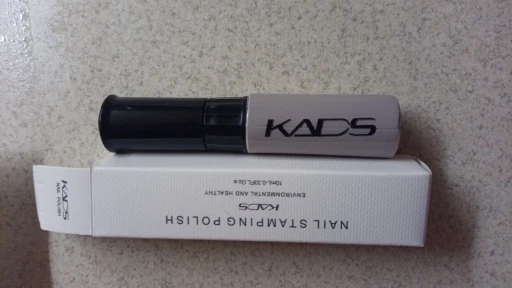 KADS
KADS
NAIL POLISH
NAIL STAMPING POLISH
KADS
ENVIRONMENTAL AND HEALTHY
10mL-0.33FL.Oz.e